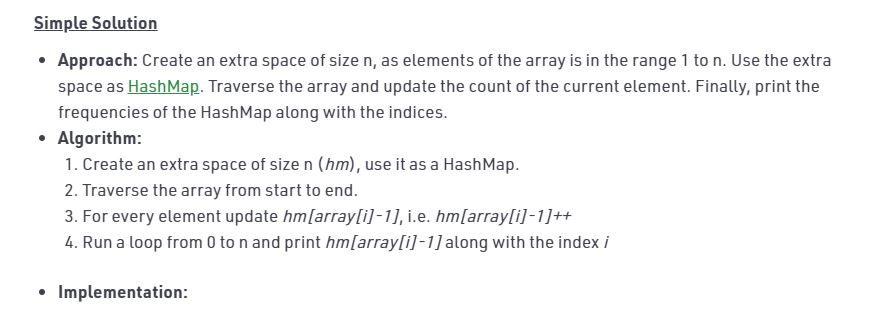 Simple Solution
• Approach: Create an extra space of size n, as elements of the array is in the range 1 to n. Use the extra
space as HashMap. Traverse the array and update the count of the current element. Finally, print the
frequencies of the HashMap along with the indices.
• Algorithm:
1. Create an extra space of size n (hm), use it as a HashMap.
2. Traverse the array from start to end.
3. For every element update hm[array[i]-1], i.e. hm[array[i]-1]++
4. Run a loop from 0 to n and print hm[array[i]-1] along with the index i
• Implementation: